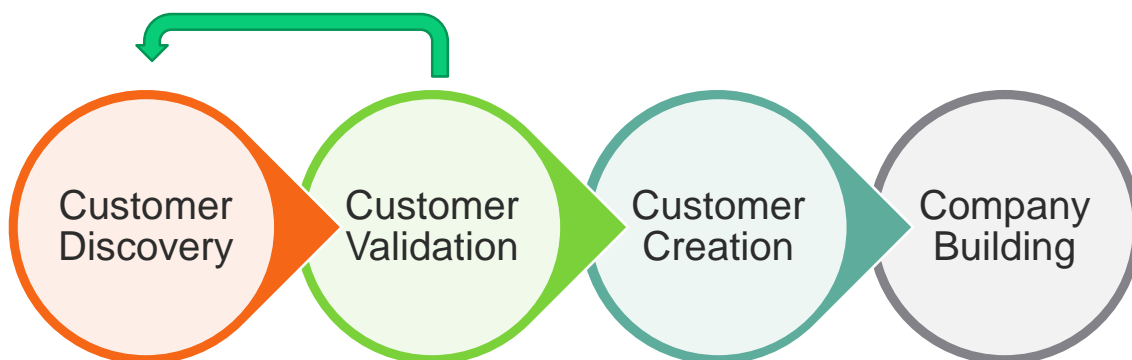 Customer
Discovery
Customer
Validation
Customer
Creation
Company
Building